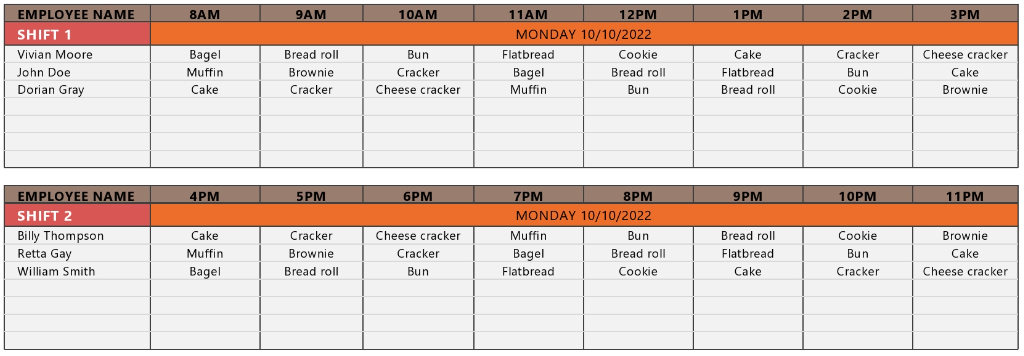 EMPLOYEE NAME 8AM 9AM 10AM 11AM 12PM 1PM 2PM 3PM
SHIFT 1 MONDAY 10/10/2022
Vivian Moore Bagel Bread roll Bun Flatbread Cookie Cake Cracker Cheese cracker
John Doe Muffin Brownie Cracker Bagel Bread roll Flatbread Bun Cake
Dorian Gray Cake Cracker Cheese cracker Muffin Bun Bread roll Cookie Brownie
EMPLOYEE NAME 4PM 5PM 6PM 7PM 8PM 9PM 10PM 11PM
SHIFT 2 MONDAY 10/10/2022
Billy Thompson Cake Cracker Cheese cracker Muffin Bun Bread roll Cookie Brownie
Retta Gay Muffin Brownie Cracker Bagel Bread roll Flatbread Bun Cake
William Smith Bagel Bread roll Bun Flatbread Cookie Cake Cracker Cheese cracker